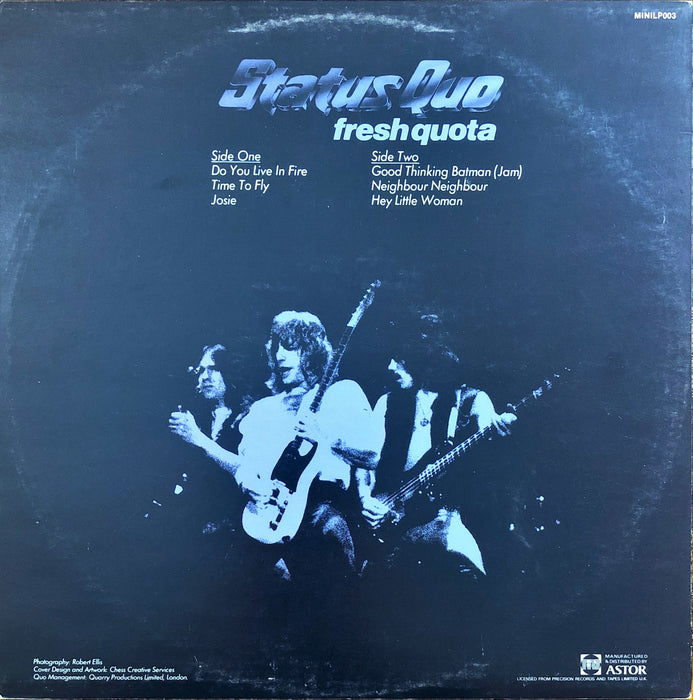 MINILP003
Status Quo
fresh quota
Side One
Do You Live In Fire
Time To Fly
Josie
Side Two
Good Thinking Batman (Jam)
Neighbour Neighbour
Hey Little Woman
Photography: Robert Ellis
Cover Design and Artwork: Chess Creative Services
Quo Management: Quarry Productions Limited, London
MANUFACTURED
& DISTRIBUTED BY
ASTOR
LICENSED FROM PRECISION RECORDS AND TAPES LIMITED U.K.